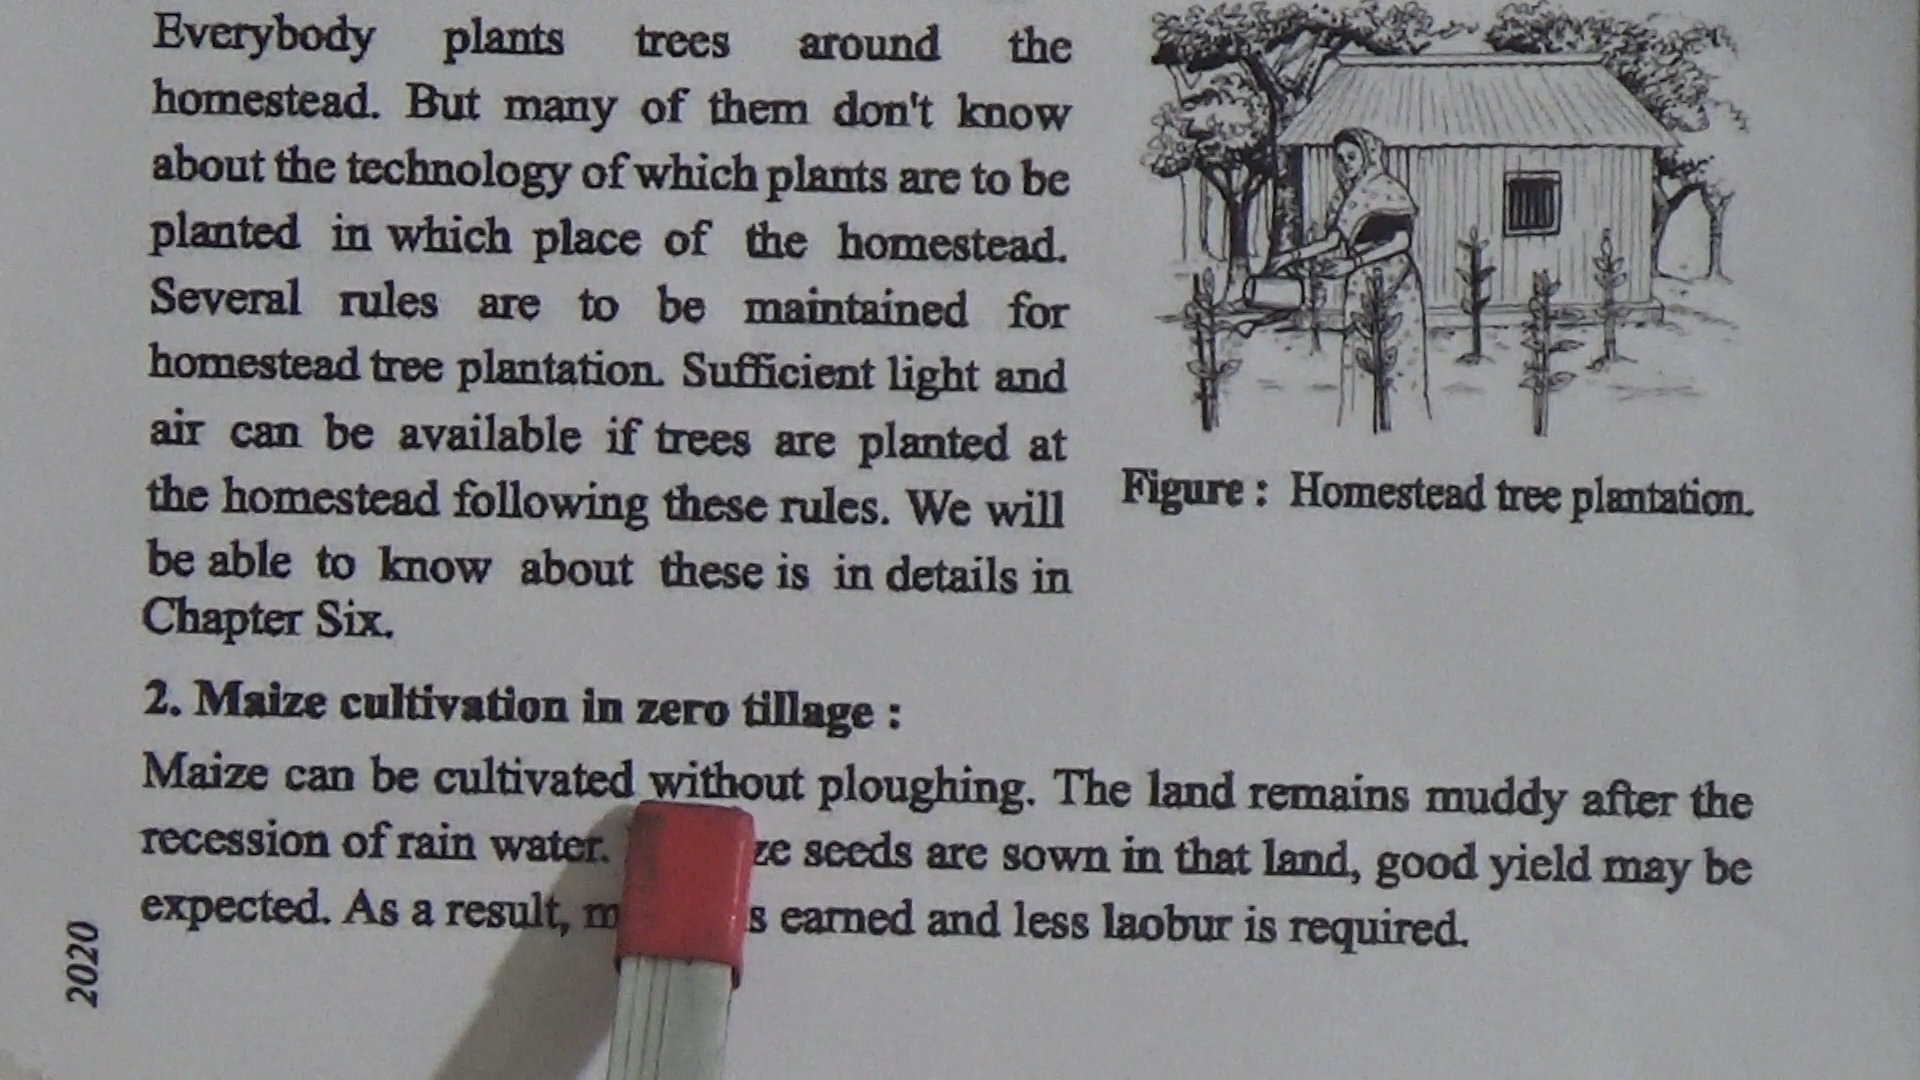 Everybody plants trees around the
homestead. But many of them don't know
about the technology of which plants are to be
planted in which place of the homestead.
Several rules are to be maintained for
homestead tree plantation. Sufficient light and
air can be available if trees are planted at
the homestead following these rules. We will
be able to know about these is in details in
Chapter Six.
Figure : Homestead tree plantation.
2. Maize cultivation in zero tillage :
Maize can be cultivated without ploughing. The land remains muddy after the
recession of rain water. seeds are sown in that land, good yield may be
expected. As a result, earned and less laobur is required.
2020